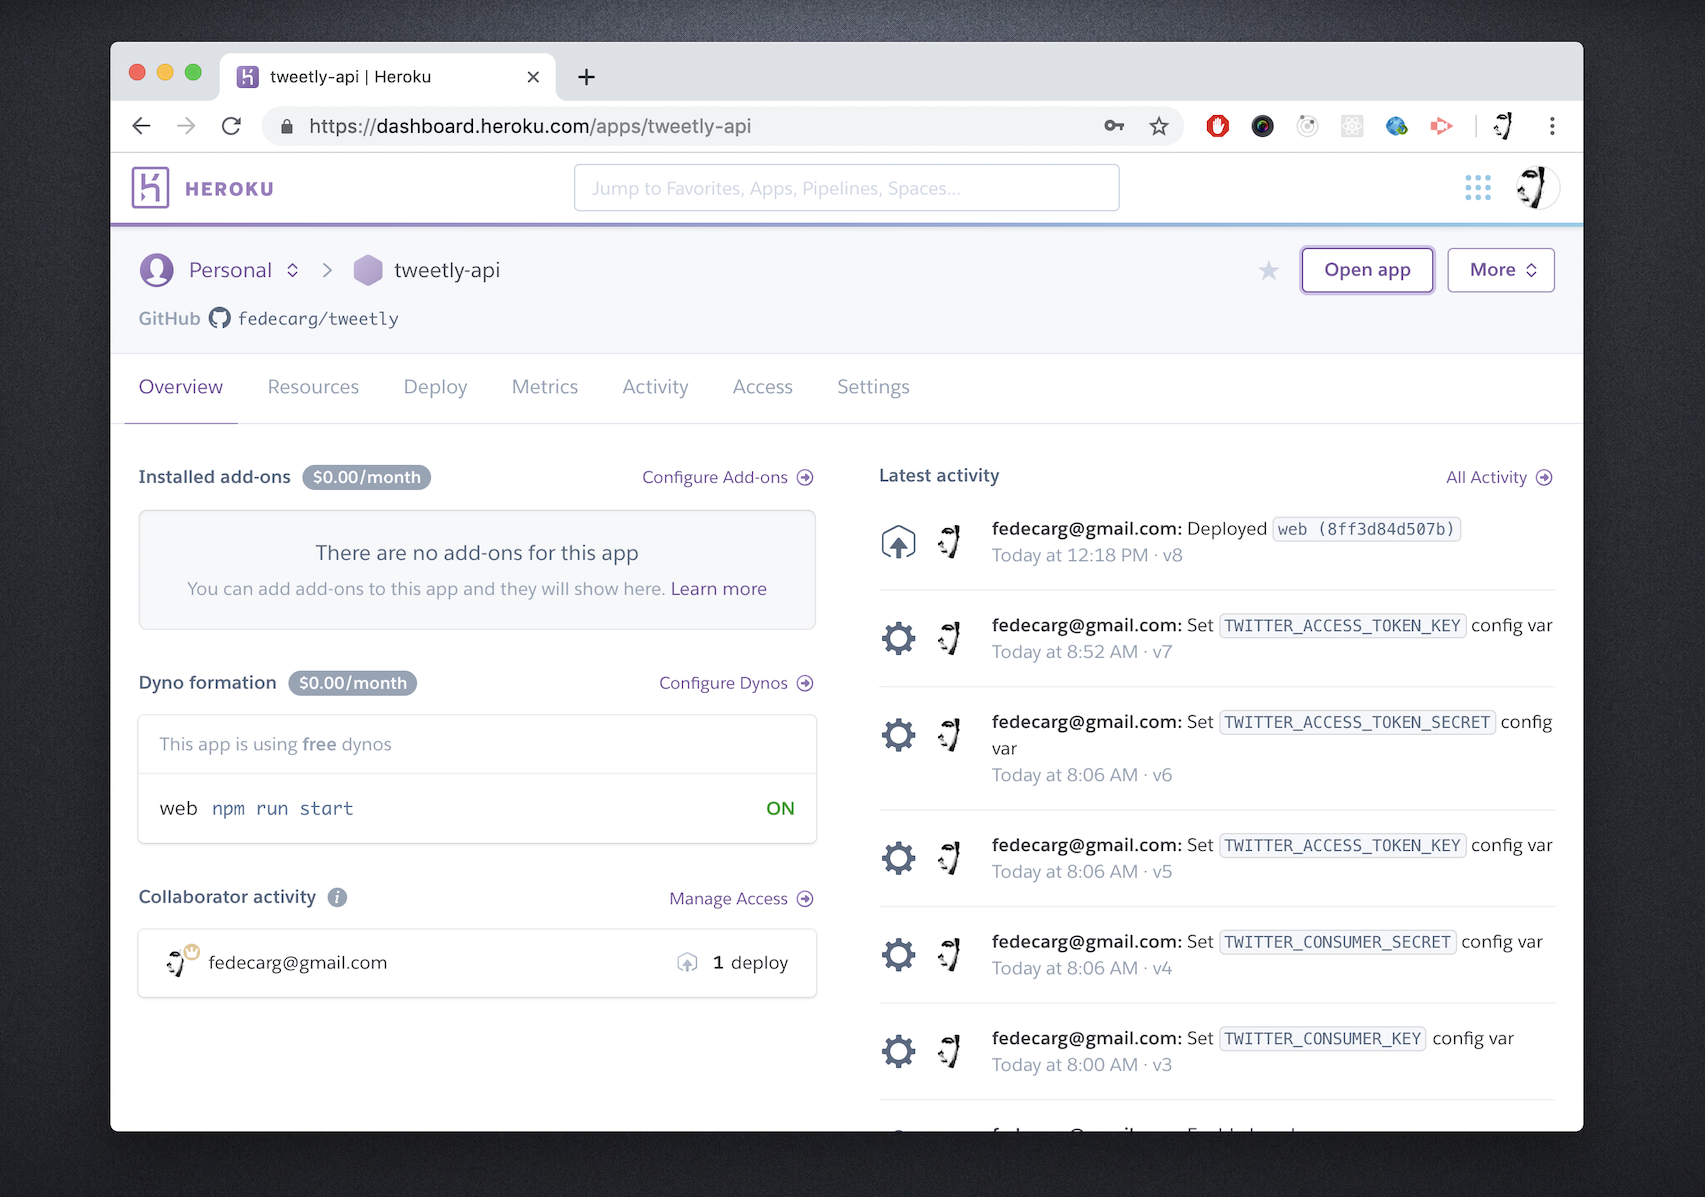 tweetly-api | Heroku
https://dashboard.heroku.com/apps/tweetly-api
HEROKU
Jump to Favorites, Apps, Pipelines, Spaces...
Personal
tweetly-api
Open app
More
GitHub fedecarg/tweetly
Overview
Resources
Deploy
Metrics
Activity
Access
Settings
Installed add-ons $0.00/month
Configure Add-ons
There are no add-ons for this app
You can add add-ons to this app and they will show here. Learn more
Dyno formation $0.00/month
Configure Dynos
This app is using free dynos
web npm run start
ON
Collaborator activity
Manage Access
fedecarg@gmail.com
1 deploy
Latest activity
All Activity
fedecarg@gmail.com: Deployed web (8ff3d84d507b)
Today at 12:18 PM · v8
fedecarg@gmail.com: Set TWITTER_ACCESS_TOKEN_KEY config var
Today at 8:52 AM · v7
fedecarg@gmail.com: Set TWITTER_ACCESS_TOKEN_SECRET config
var
Today at 8:06 AM · v6
fedecarg@gmail.com: Set TWITTER_ACCESS_TOKEN_KEY config var
Today at 8:06 AM · v5
fedecarg@gmail.com: Set TWITTER_CONSUMER_SECRET config var
Today at 8:06 AM · v4
fedecarg@gmail.com: Set TWITTER_CONSUMER_KEY config var
Today at 8:00 AM · v3